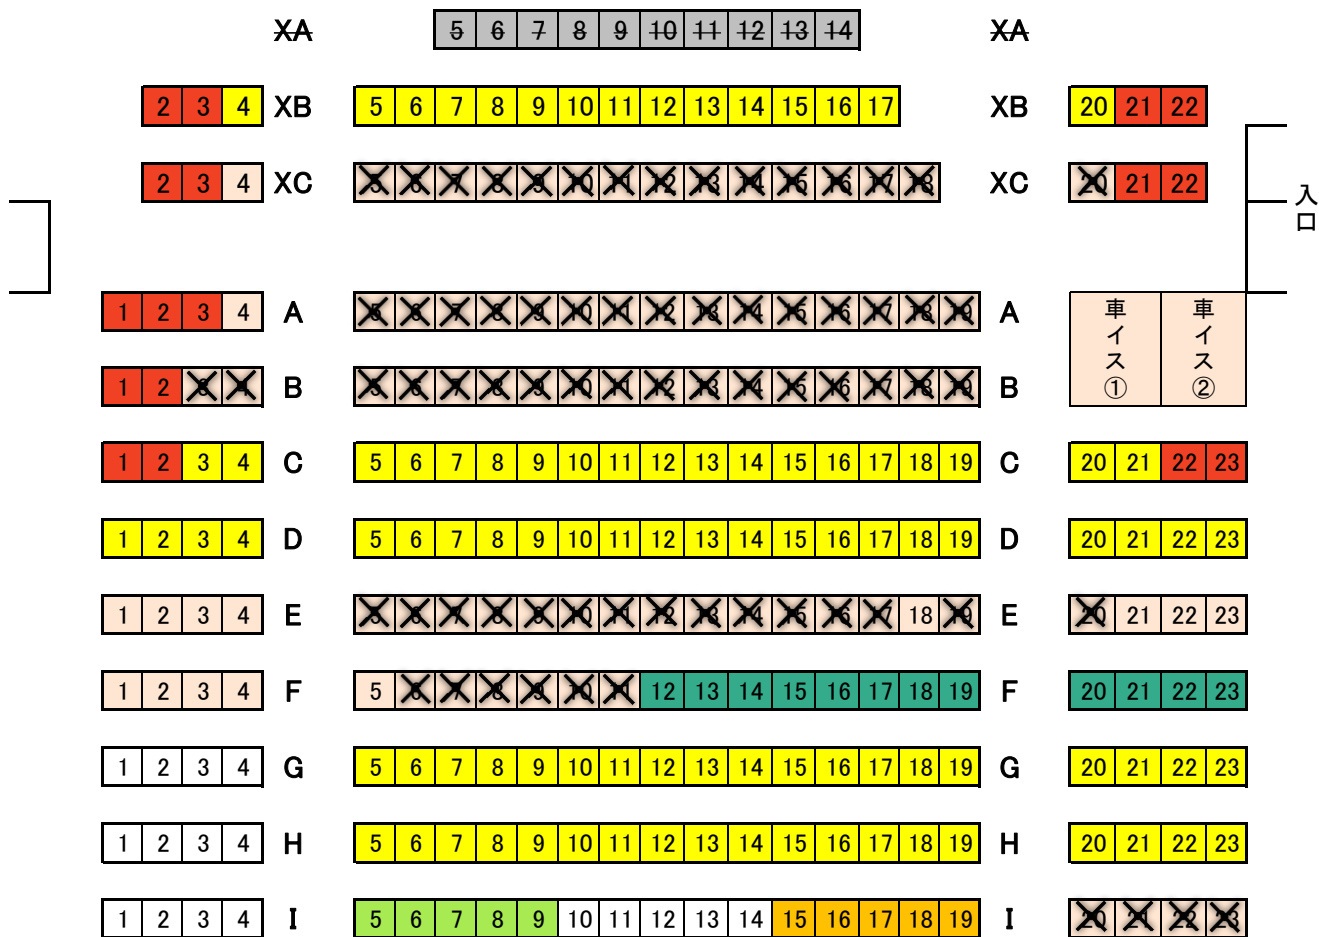 XA 5 6 7 8 9 10 11 12 13 14 XA
2 3 4 XB 5 6 7 8 9 10 11 12 13 14 15 16 17 XB 20 21 22
2 3 4 XC 5 6 7 8 9 10 11 12 13 14 15 16 17 18 XC 20 21 22
入口
1 2 3 4 A 5 6 7 8 9 10 11 12 13 14 15 16 17 18 19 A
車イス①
車イス②
1 2 3 4 B 5 6 7 8 9 10 11 12 13 14 15 16 17 18 19 B
1 2 3 4 C 5 6 7 8 9 10 11 12 13 14 15 16 17 18 19 C 20 21 22 23
1 2 3 4 D 5 6 7 8 9 10 11 12 13 14 15 16 17 18 19 D 20 21 22 23
1 2 3 4 E 5 6 7 8 9 10 11 12 13 14 15 16 17 18 19 E 20 21 22 23
1 2 3 4 F 5 6 7 8 9 10 11 12 13 14 15 16 17 18 19 F 20 21 22 23
1 2 3 4 G 5 6 7 8 9 10 11 12 13 14 15 16 17 18 19 G 20 21 22 23
1 2 3 4 H 5 6 7 8 9 10 11 12 13 14 15 16 17 18 19 H 20 21 22 23
1 2 3 4 I 5 6 7 8 9 10 11 12 13 14 15 16 17 18 19 I 20 21 22 23